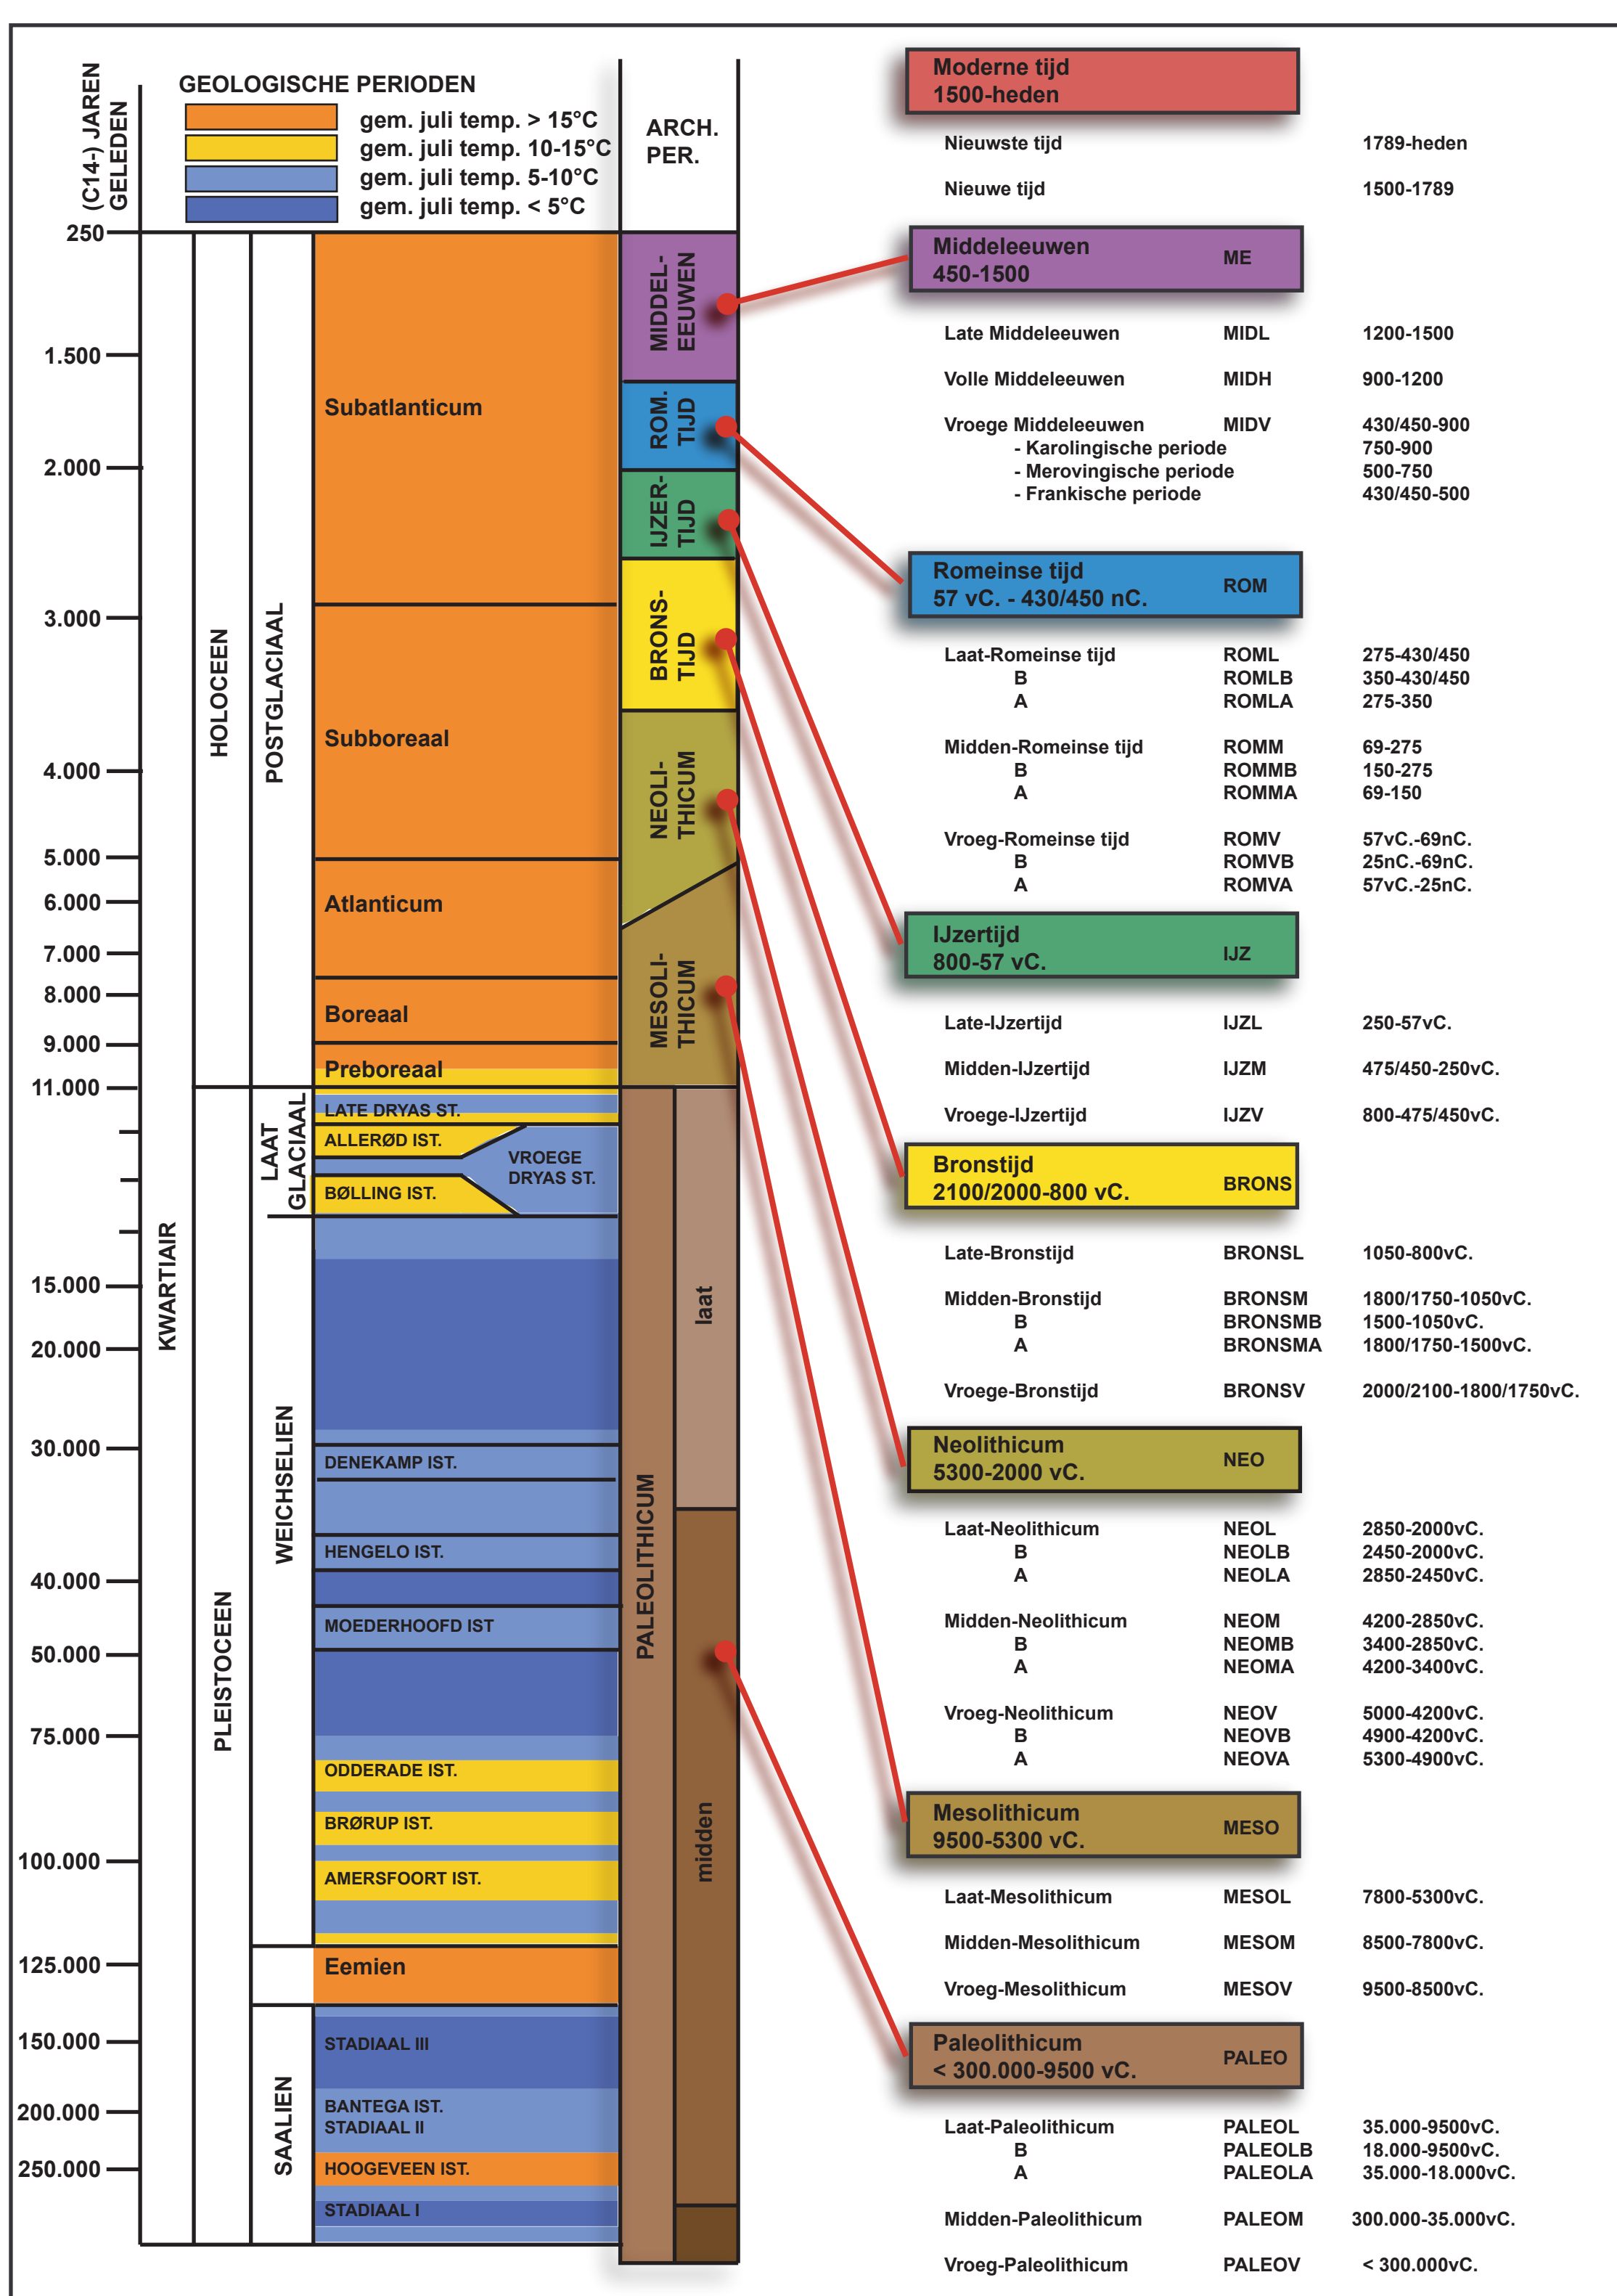 (C14-) JAREN
GELEDEN
GEOLOGISCHE PERIODEN
gem. juli temp. > 15°C
gem. juli temp. 10-15°C
gem. juli temp. 5-10°C
gem. juli temp. < 5°C
ARCH.
PER.
250
1.500
2.000
3.000
4.000
5.000
6.000
7.000
8.000
9.000
11.000
15.000
20.000
30.000
40.000
50.000
75.000
100.000
125.000
150.000
200.000
250.000
KWARTIAIR
HOLOCEEN
PLEISTOCEEN
POSTGLACIAAL
LAAT
GLACIAAL
WEICHSELIEN
SAALIEN
Subatlanticum
Subboreaal
Atlanticum
Boreaal
Preboreaal
LATE DRYAS ST.
ALLERØD IST.
VROEGE
DRYAS ST.
BØLLING IST.
DENEKAMP IST.
HENGELO IST.
MOEDERHOOFD IST
ODDERADE IST.
BRØRUP IST.
AMERSFOORT IST.
Eemien
STADIAAL III
BANTEGA IST.
STADIAAL II
HOOGEVEEN IST.
STADIAAL I
MIDDEL-
EEUWEN
ROM.
TIJD
IJZER-
TIJD
BRONS-
TIJD
NEOLI-
THICUM
MESOLI-
THICUM
PALEOLITHICUM
laat
midden
Moderne tijd
1500-heden
Nieuwste tijd 1789-heden
Nieuwe tijd 1500-1789
Middeleeuwen ME
450-1500
Late Middeleeuwen MIDL 1200-1500
Volle Middeleeuwen MIDH 900-1200
Vroege Middeleeuwen MIDV 430/450-900
- Karolingische periode 750-900
- Merovingische periode 500-750
- Frankische periode 430/450-500
Romeinse tijd ROM
57 vC. - 430/450 nC.
Laat-Romeinse tijd ROML 275-430/450
B ROMLB 350-430/450
A ROMLA 275-350
Midden-Romeinse tijd ROMM 69-275
B ROMMB 150-275
A ROMMA 69-150
Vroeg-Romeinse tijd ROMV 57vC.-69nC.
B ROMVB 25nC.-69nC.
A ROMVA 57vC.-25nC.
IJzertijd IJZ
800-57 vC.
Late-IJzertijd IJZL 250-57vC.
Midden-IJzertijd IJZM 475/450-250vC.
Vroege-IJzertijd IJZV 800-475/450vC.
Bronstijd BRONS
2100/2000-800 vC.
Late-Bronstijd BRONSL 1050-800vC.
Midden-Bronstijd BRONSM 1800/1750-1050vC.
B BRONSMB 1500-1050vC.
A BRONSMA 1800/1750-1500vC.
Vroege-Bronstijd BRONSV 2000/2100-1800/1750vC.
Neolithicum NEO
5300-2000 vC.
Laat-Neolithicum NEOL 2850-2000vC.
B NEOLB 2450-2000vC.
A NEOLA 2850-2450vC.
Midden-Neolithicum NEOM 4200-2850vC.
B NEOMB 3400-2850vC.
A NEOMA 4200-3400vC.
Vroeg-Neolithicum NEOV 5000-4200vC.
B NEOVB 4900-4200vC.
A NEOVA 5300-4900vC.
Mesolithicum MESO
9500-5300 vC.
Laat-Mesolithicum MESOL 7800-5300vC.
Midden-Mesolithicum MESOM 8500-7800vC.
Vroeg-Mesolithicum MESOV 9500-8500vC.
Paleolithicum PALEO
< 300.000-9500 vC.
Laat-Paleolithicum PALEOL 35.000-9500vC.
B PALEOLB 18.000-9500vC.
A PALEOLA 35.000-18.000vC.
Midden-Paleolithicum PALEOM 300.000-35.000vC.
Vroeg-Paleolithicum PALEOV < 300.000vC.